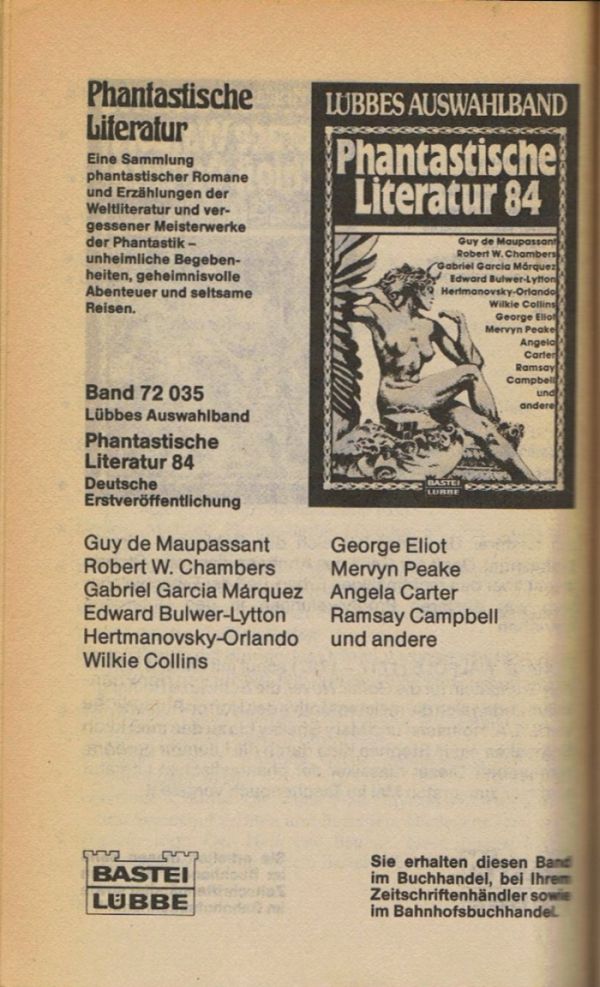 Phantastische
Literatur
Eine Sammlung
phantastischer Romane
und Erzählungen der
Weltliteratur und ver-
gessener Meisterwerke
der Phantastik –
unheimliche Begeben-
heiten, geheimnisvolle
Abenteuer und seltsame
Reisen.
Band 72 035
Lübbes Auswahlband
Phantastische
Literatur 84
Deutsche
Erstveröffentlichung
LÜBBES AUSWAHLBAND
Phantastische
Literatur 84
Guy de Maupassant
Robert W. Chambers
Gabriel Garcia Márquez
Edward Bulwer-Lytton
Hertmanovsky-Orlando
Wilkie Collins
George Eliot
Mervyn Peake
Angela
Carter
Ramsay
Campbell
und
andere
BASTEI
LÜBBE
Guy de Maupassant
Robert W. Chambers
Gabriel Garcia Márquez
Edward Bulwer-Lytton
Hertmanovsky-Orlando
Wilkie Collins
George Eliot
Mervyn Peake
Angela Carter
Ramsay Campbell
und andere
BASTEI
LÜBBE
Sie erhalten diesen Band
im Buchhandel, bei Ihrem
Zeitschriftenhändler sowie
im Bahnhofsbuchhandel.